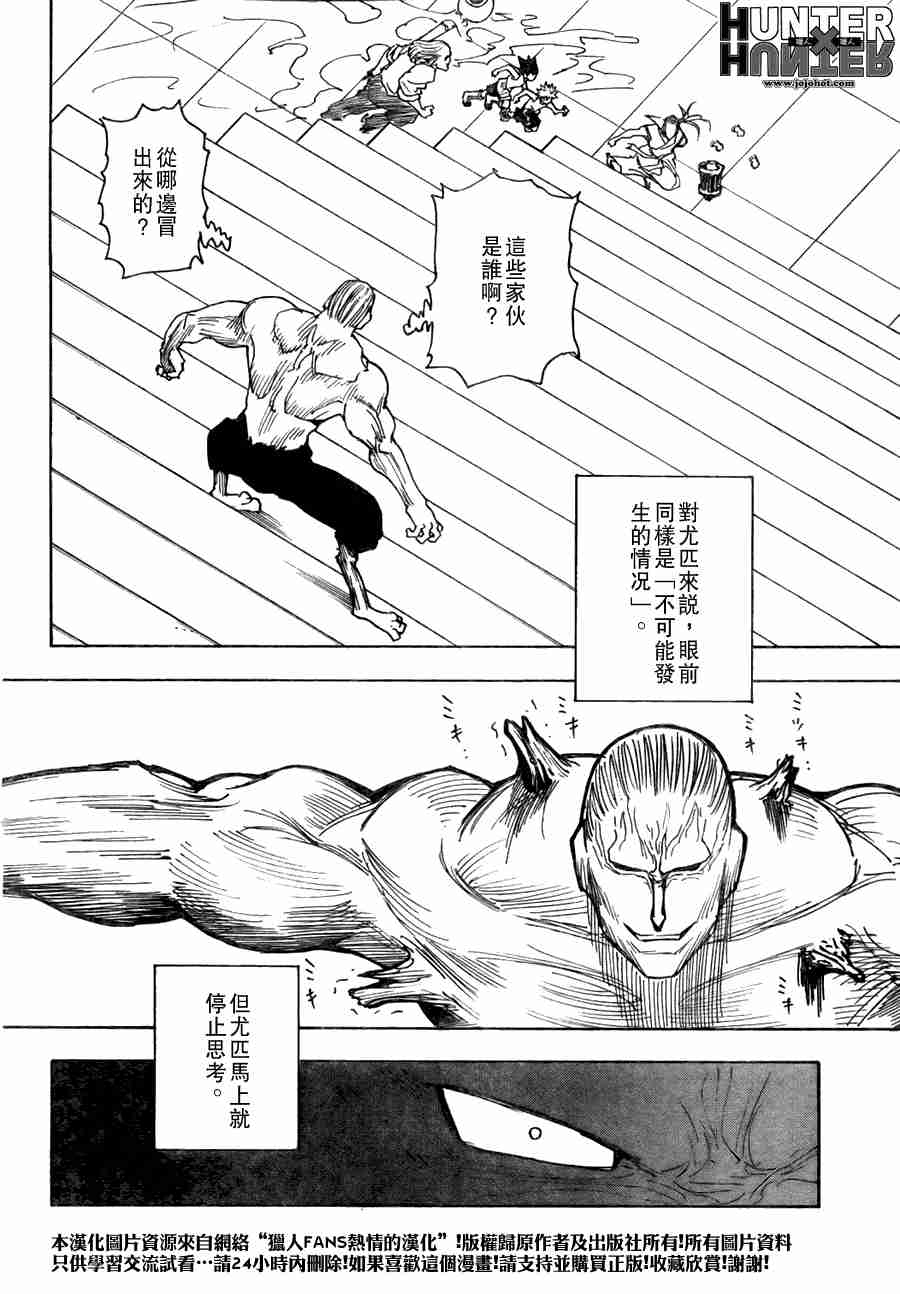 HUNTER
×
獵人
獵人
HUNTER
www.jojohot.com
這些家伙
是誰啊？
從哪邊冒
出來的？
對尤匹來說，眼前
同樣是「不可能發
生的情況」。
ミキ
ミキ
ミキ
ミキ
但尤匹馬上就
停止思考。
本漢化圖片資源來自網絡“獵人FANS熱情的漢化”!版權歸原作者及出版社所有!所有圖片資料
只供學習交流試看…請24小時內刪除!如果喜歡這個漫畫!請支持並購買正版!收藏欣賞!謝謝!